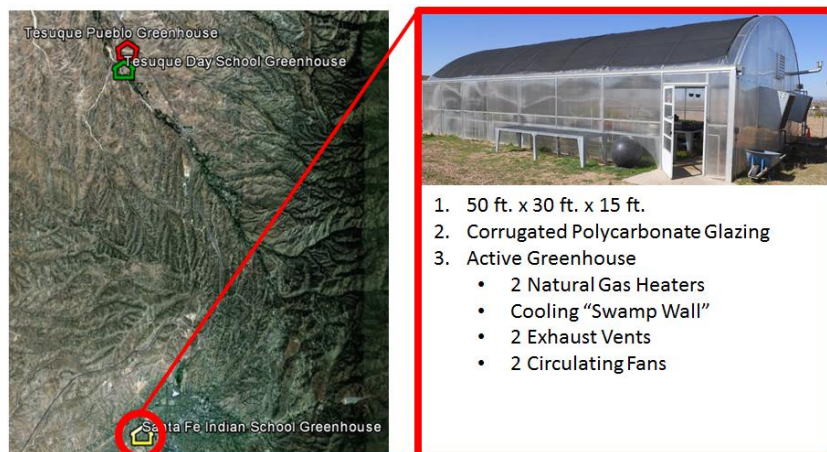 Tesuque Pueblo Greenhouse
Tesuque Day School Greenhouse
Santa Fe Indian School Greenhouse
1. 50 ft. x 30 ft. x 15 ft.
2. Corrugated Polycarbonate Glazing
3. Active Greenhouse
• 2 Natural Gas Heaters
• Cooling “Swamp Wall”
• 2 Exhaust Vents
• 2 Circulating Fans